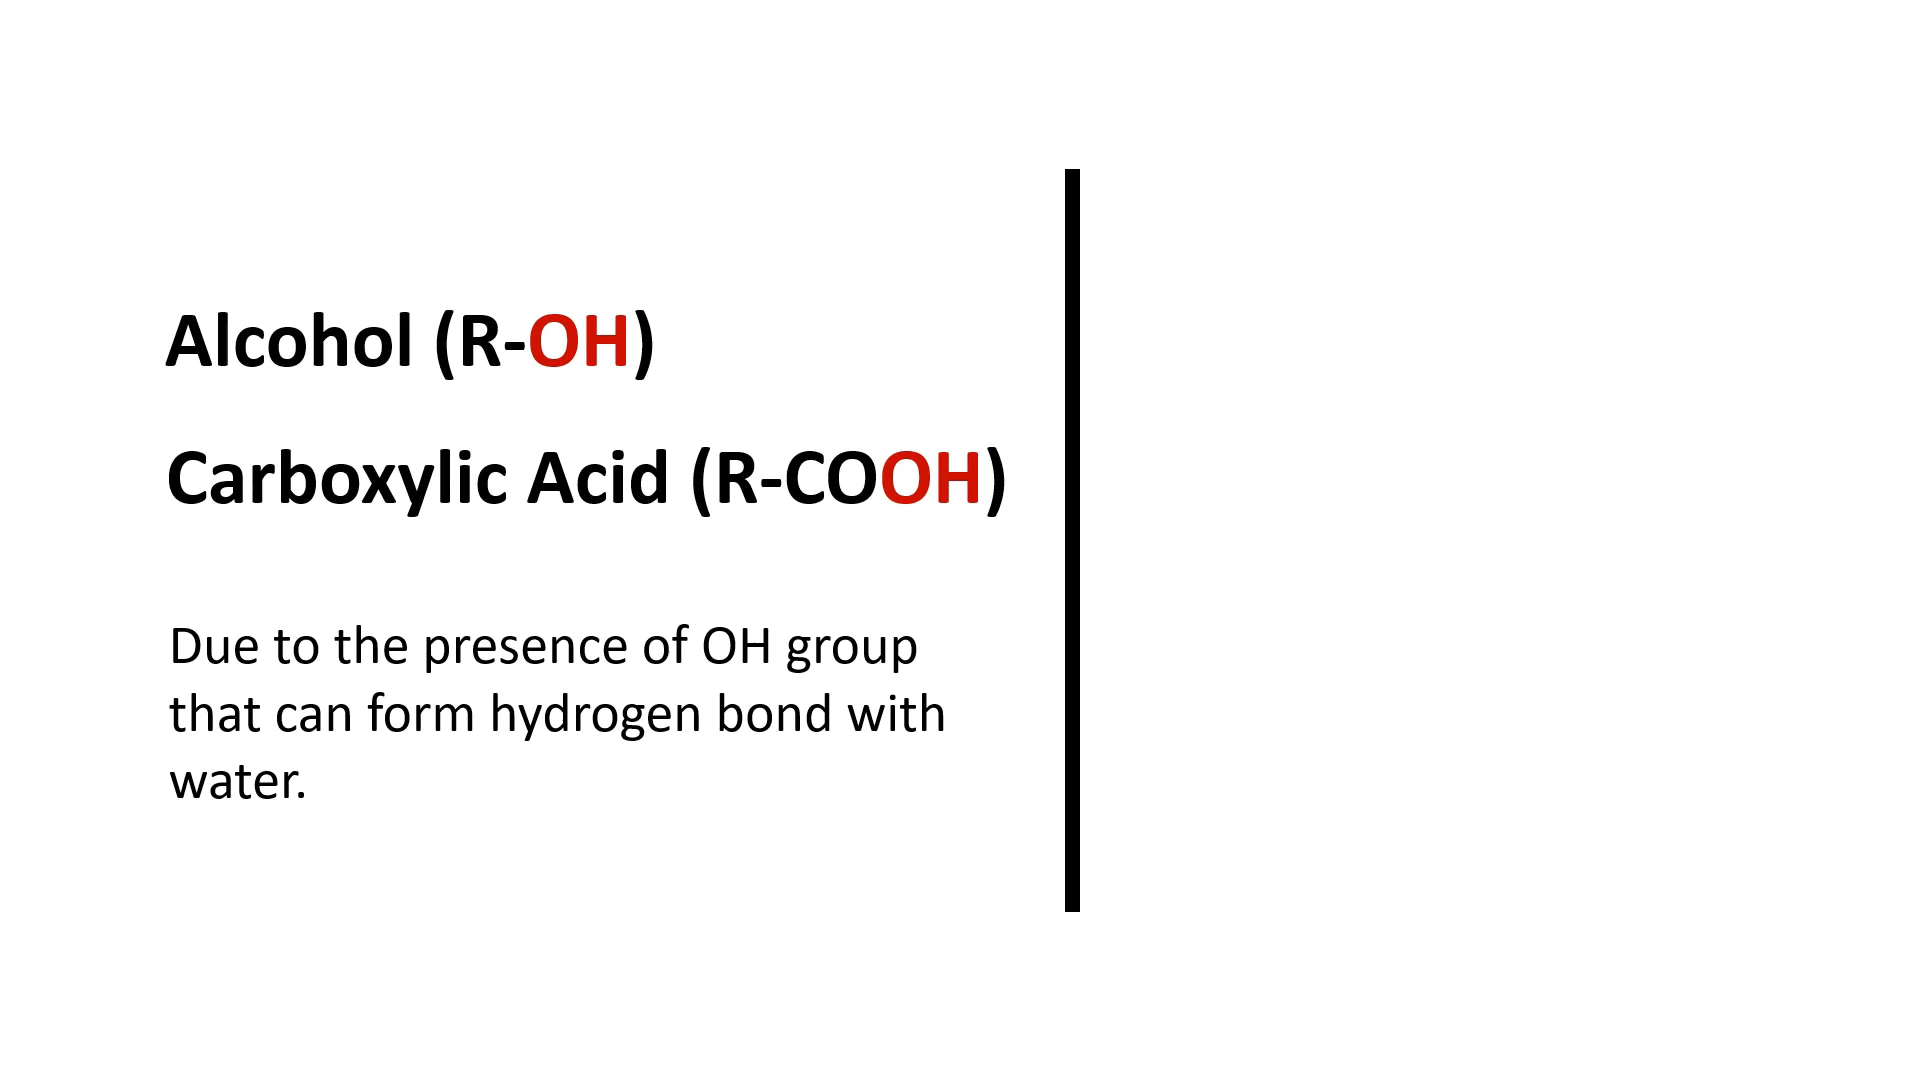 Alcohol (R-OH)
Carboxylic Acid (R-COOH)
Due to the presence of OH group
that can form hydrogen bond with
water.